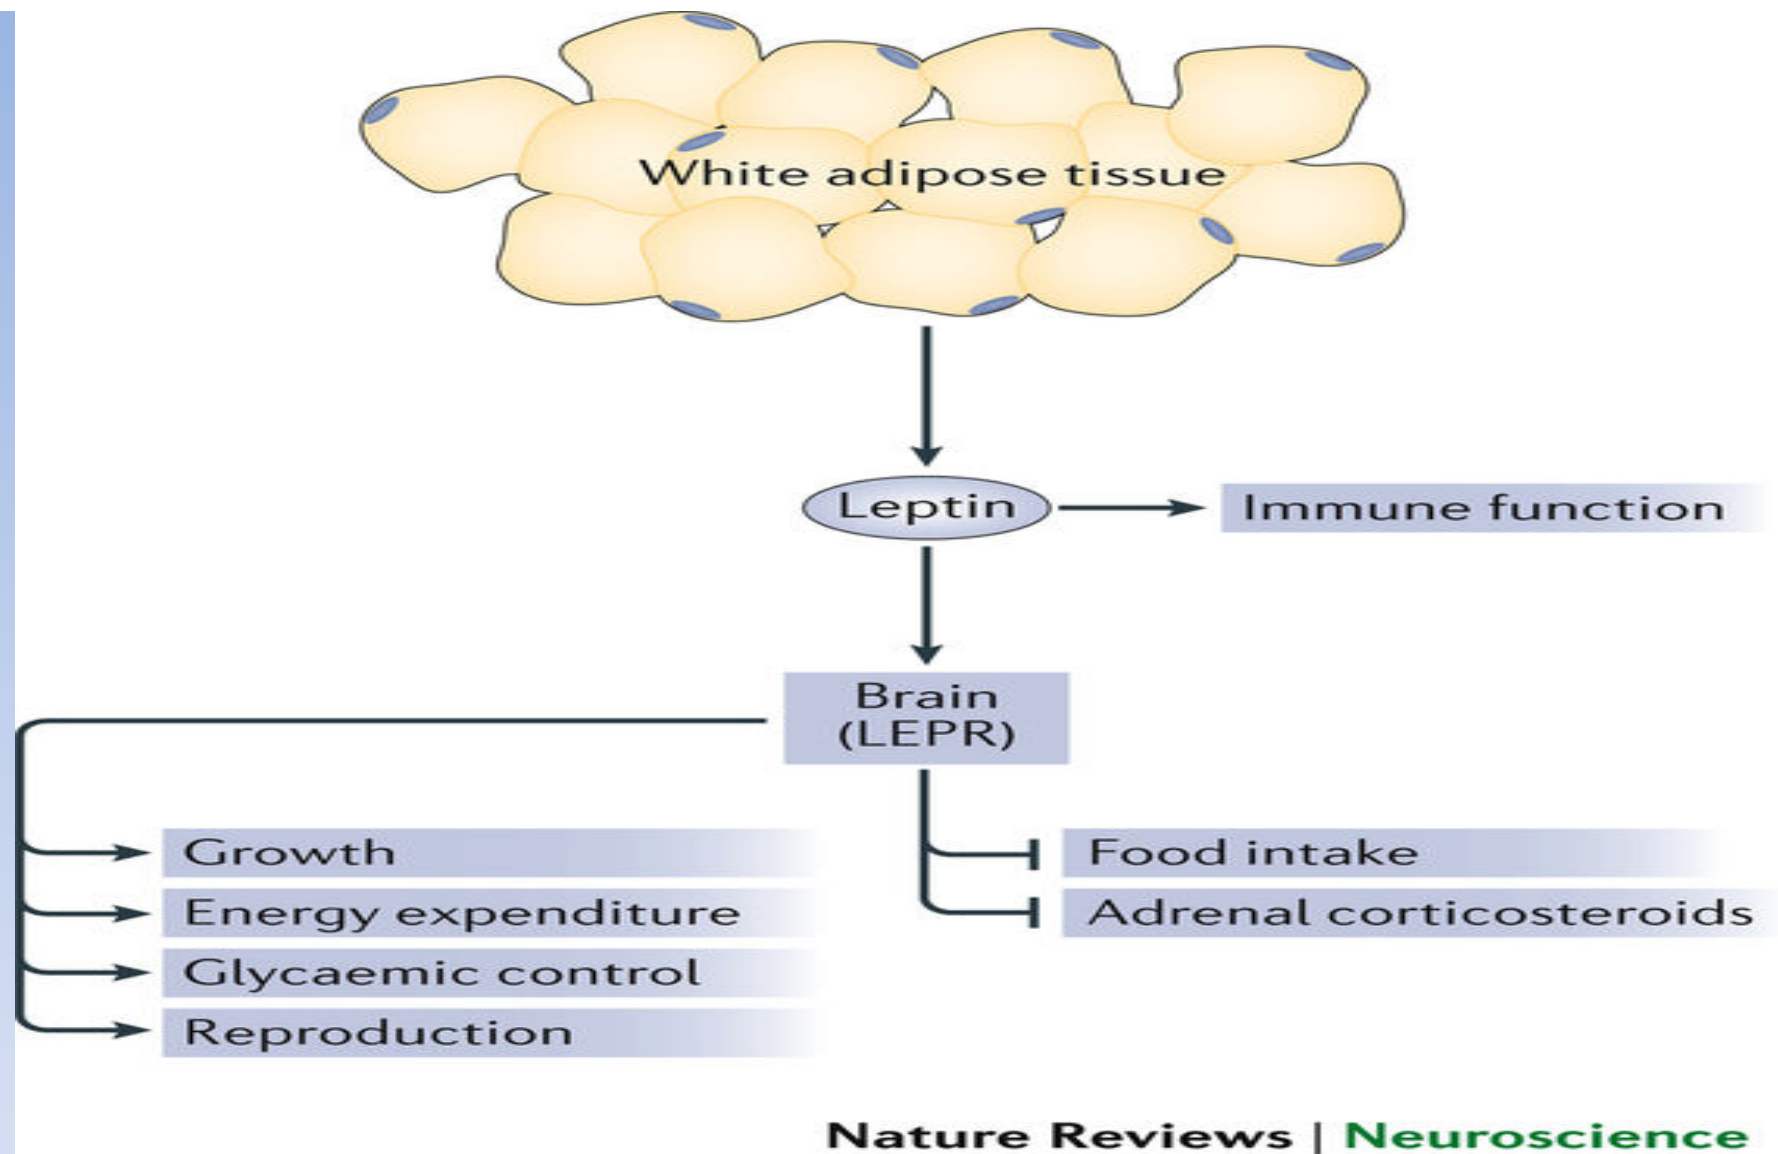 White adipose tissue
Leptin
Immune function
Brain
(LEPR)
Growth
Energy expenditure
Glycaemic control
Reproduction
Food intake
Adrenal corticosteroids
Nature Reviews | Neuroscience